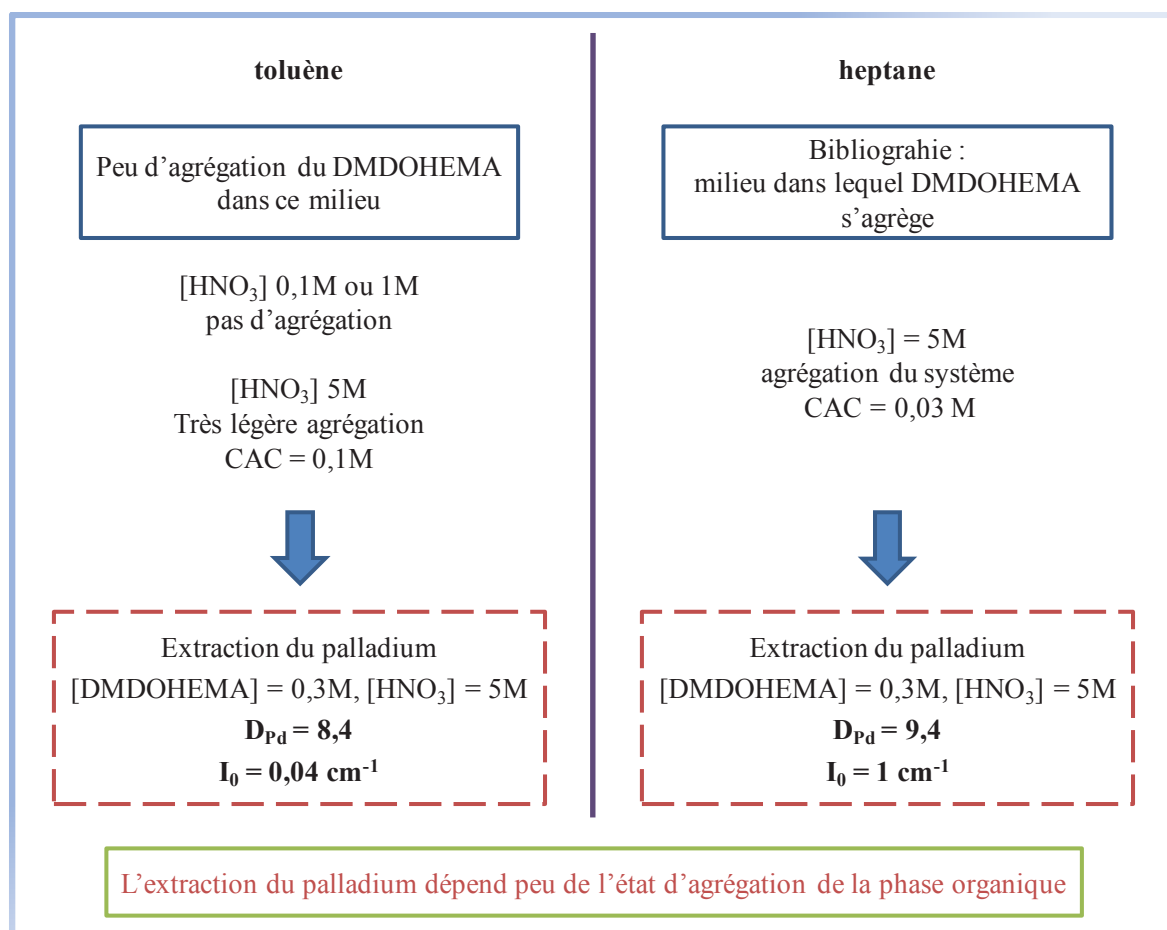 toluène
Peu d'agrégation du DMDOHEMA
dans ce milieu
[HNO3] 0,1M ou 1M
pas d'agrégation
[HNO3] 5M
Très légère agrégation
CAC = 0,1M
Extraction du palladium
[DMDOHEMA] = 0,3M, [HNO3] = 5M
DPd = 8,4
I0 = 0,04 cm-1
heptane
Bibliograhie :
milieu dans lequel DMDOHEMA
s'agrège
[HNO3] = 5M
agrégation du système
CAC = 0,03 M
Extraction du palladium
[DMDOHEMA] = 0,3M, [HNO3] = 5M
DPd = 9,4
I0 = 1 cm-1
L'extraction du palladium dépend peu de l'état d'agrégation de la phase organique